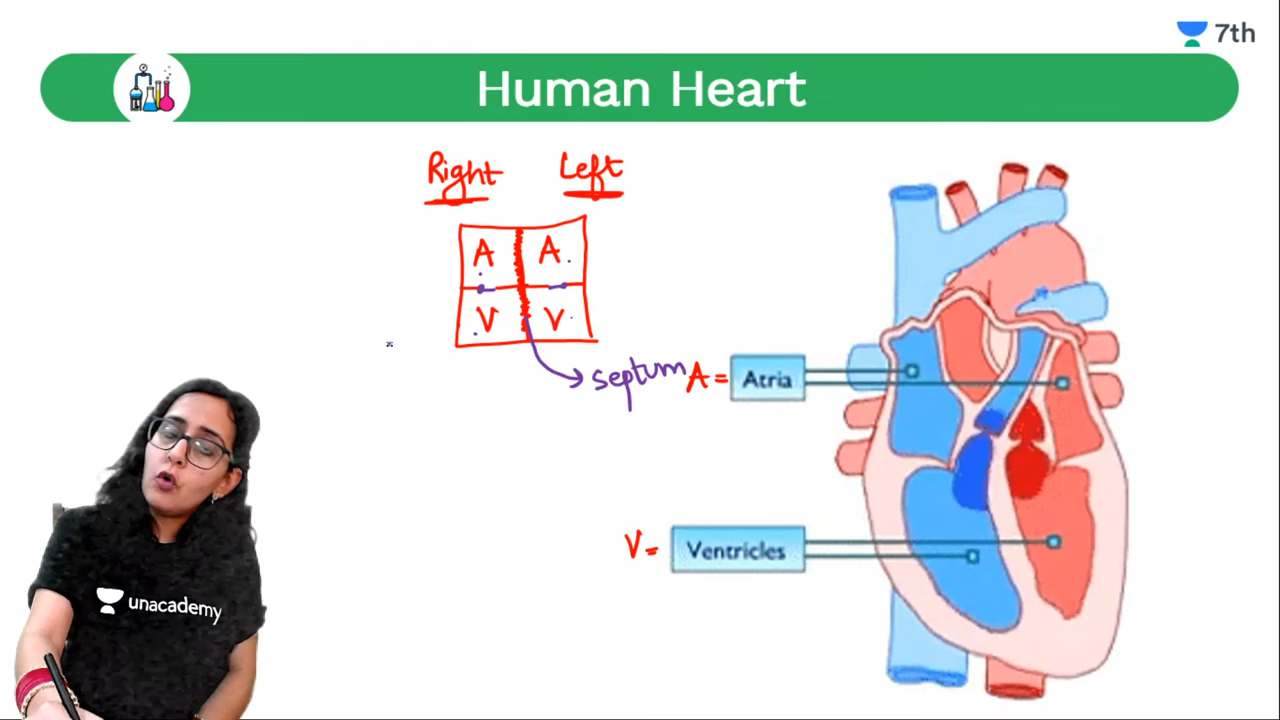 7th
Human Heart
Right Left
A A
V V
septum A = Atria
V = Ventricles
unacademy